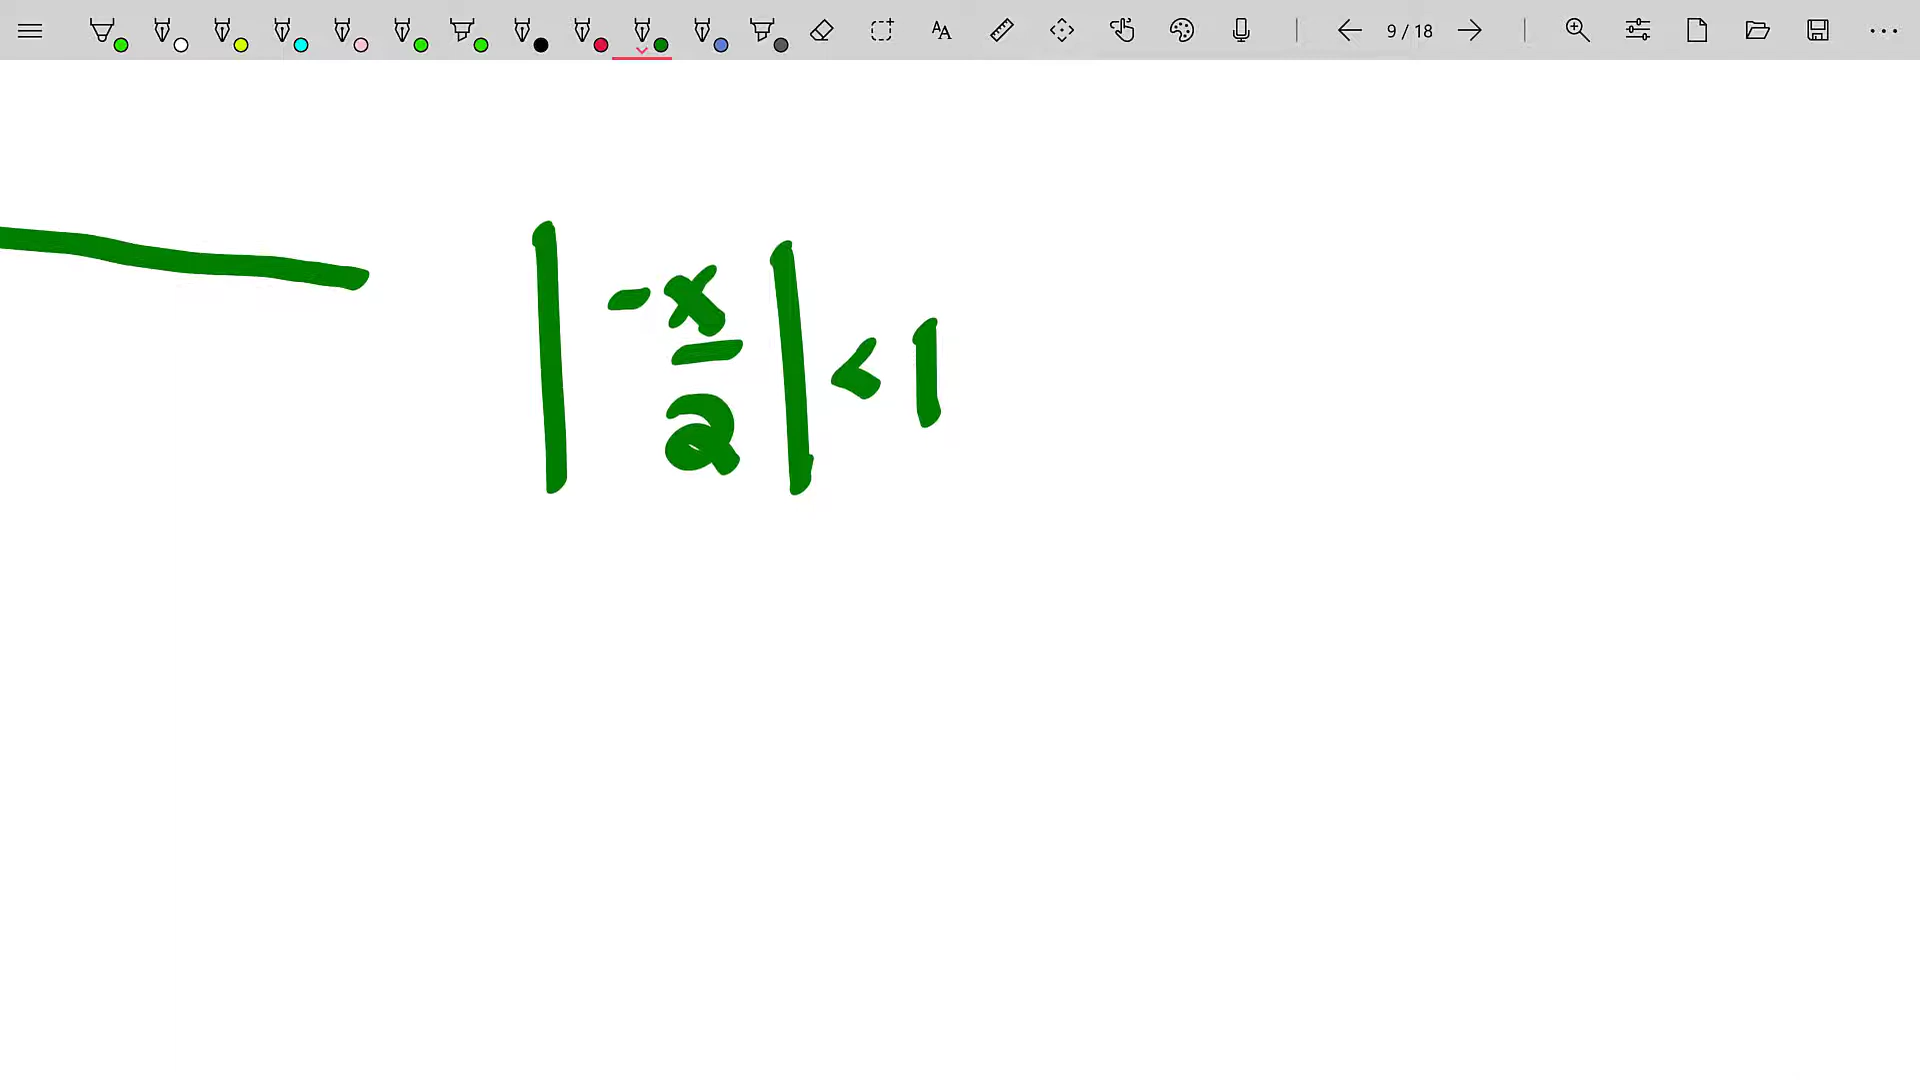 9 / 18
| -x/2 | < 1